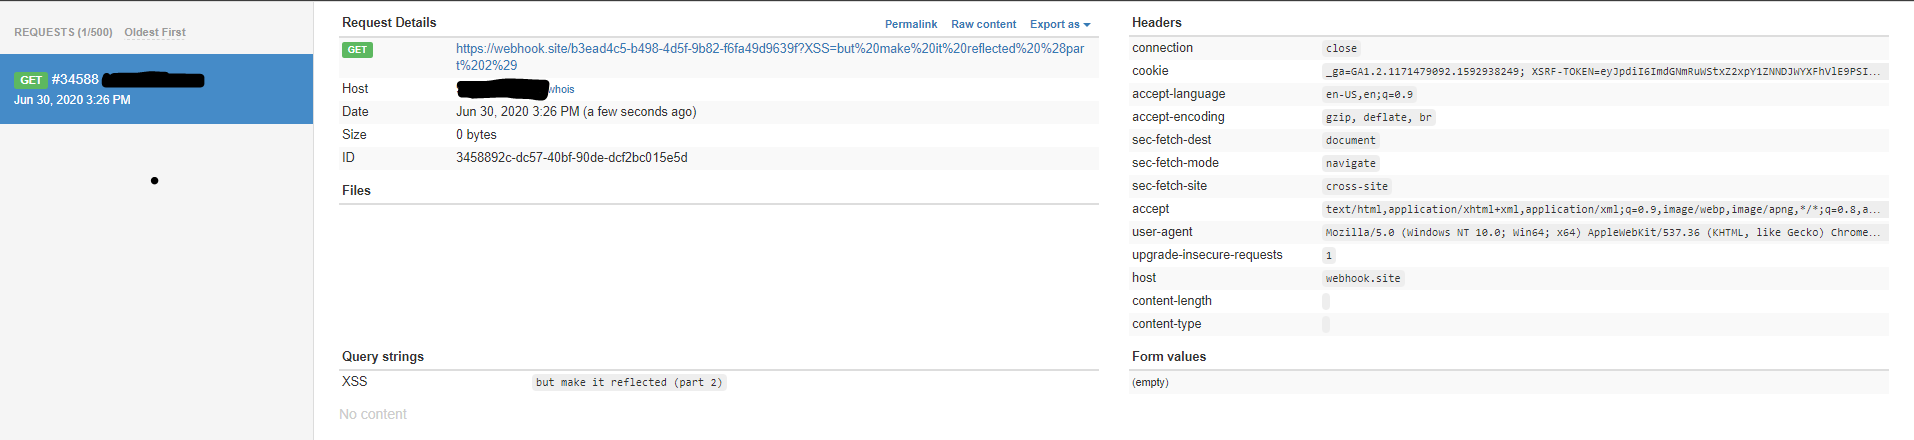 REQUESTS (1/500) Oldest First
GET #34588
Jun 30, 2020 3:26 PM
Request Details Permalink Raw content Export as
GET https://webhook.site/b3ead4c5-b498-4d5f-9b82-f6fa49d9639f?XSS=but%20make%20it%20reflected%20%28par
t%202%29
Host whois
Date Jun 30, 2020 3:26 PM (a few seconds ago)
Size 0 bytes
ID 3458892c-dc57-40bf-90de-dcf2bc015e5d
Files
Query strings
XSS but make it reflected (part 2)
No content
Headers
connection close
cookie _ga=GA1.2.1171479092.1592938249; XSRF-TOKEN=eyJpdiI6ImdGNmRuWStxZ2xpY1ZNNDJWYXFhVlE9PSI...
accept-language en-US,en;q=0.9
accept-encoding gzip, deflate, br
sec-fetch-dest document
sec-fetch-mode navigate
sec-fetch-site cross-site
accept text/html,application/xhtml+xml,application/xml;q=0.9,image/webp,image/apng,*/*;q=0.8,a...
user-agent Mozilla/5.0 (Windows NT 10.0; Win64; x64) AppleWebKit/537.36 (KHTML, like Gecko) Chrome...
upgrade-insecure-requests 1
host webhook.site
content-length
content-type
Form values
(empty)